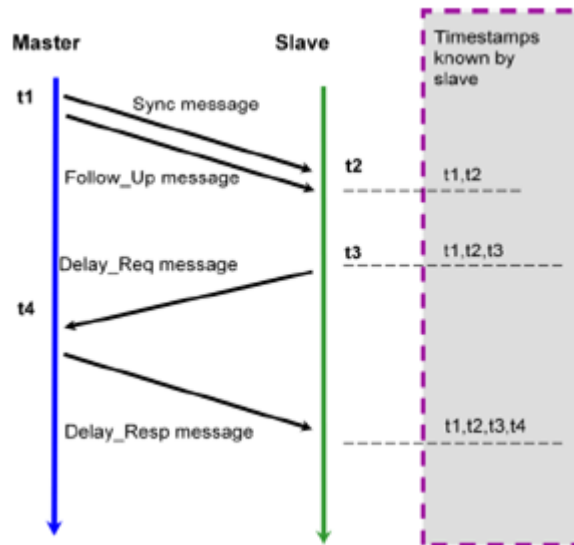 Master
Slave
Timestamps
known by
slave
t1
Sync message
t2
Follow_Up message
t1,t2
t3
t1,t2,t3
Delay_Req message
t4
Delay_Resp message
t1,t2,t3,t4